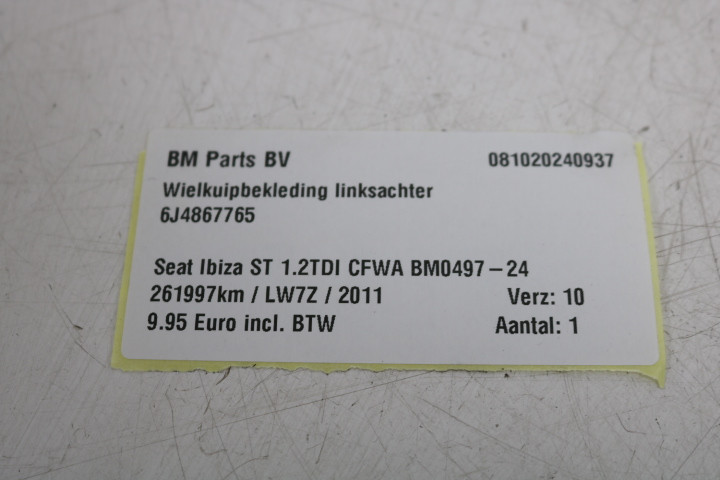 BM Parts BV 081020240937
Wielkuipbekleding linksachter
6J4867765
Seat Ibiza ST 1.2TDI CFWA BM0497-24
261997km / LW7Z / 2011 Verz: 10
9.95 Euro incl. BTW Aantal: 1